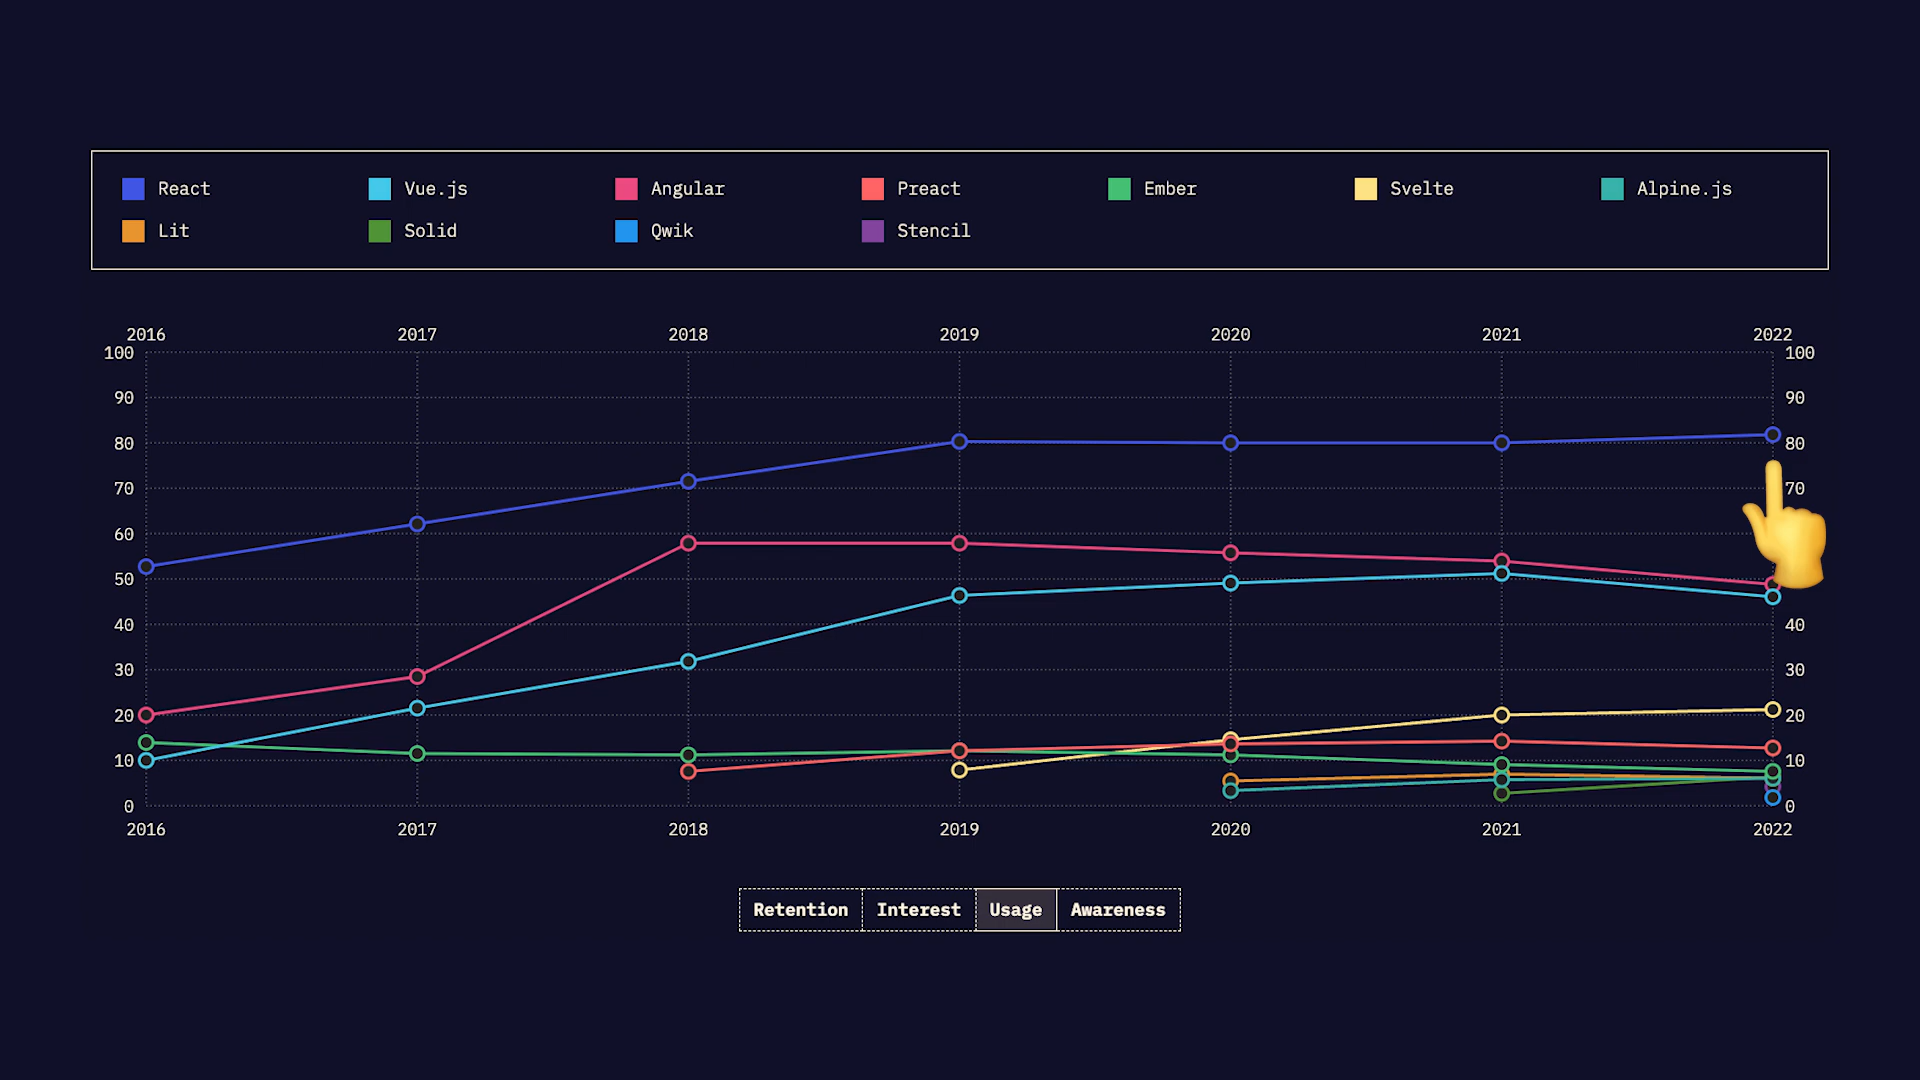 React Vue.js Angular Preact Ember Svelte Alpine.js
Lit Solid Qwik Stencil
2016 2017 2018 2019 2020 2021 2022
100 100
90 90
80 80
70 70
60
50
40 40
30 30
20 20
10 10
0 0
2016 2017 2018 2019 2020 2021 2022
Retention Interest Usage Awareness